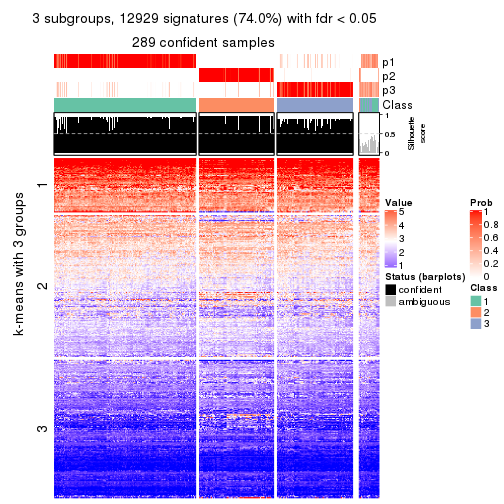 3 subgroups, 12929 signatures (74.0%) with fdr < 0.05
289 confident samples
p1
p2
p3
Class
1
0.5
0
Silhouette
score
k-means with 3 groups
1
2
3
Value
5
4
3
2
1
Status (barplots)
confident
ambiguous
Prob
1
0.8
0.6
0.4
0.2
0
Class
1
2
3